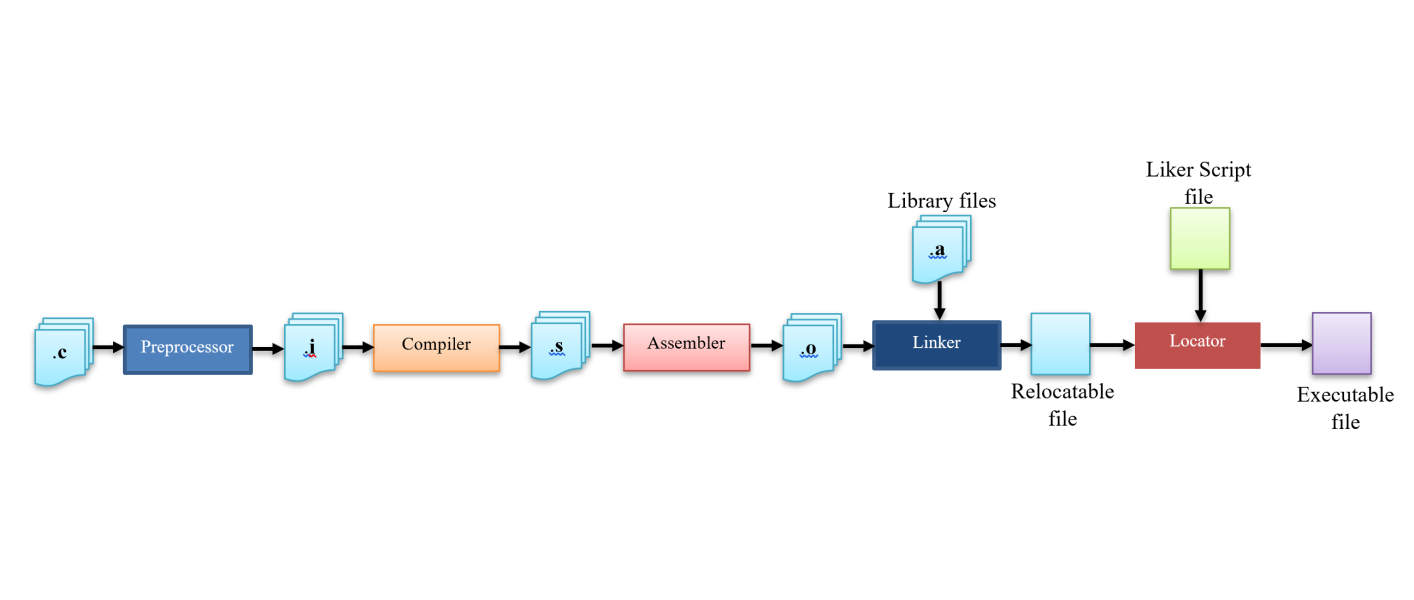 Liker Script
file
Library files
.a
.c
Preprocessor
.i
Compiler
.s
Assembler
.o
Linker
Relocatable
file
Locator
Executable
file